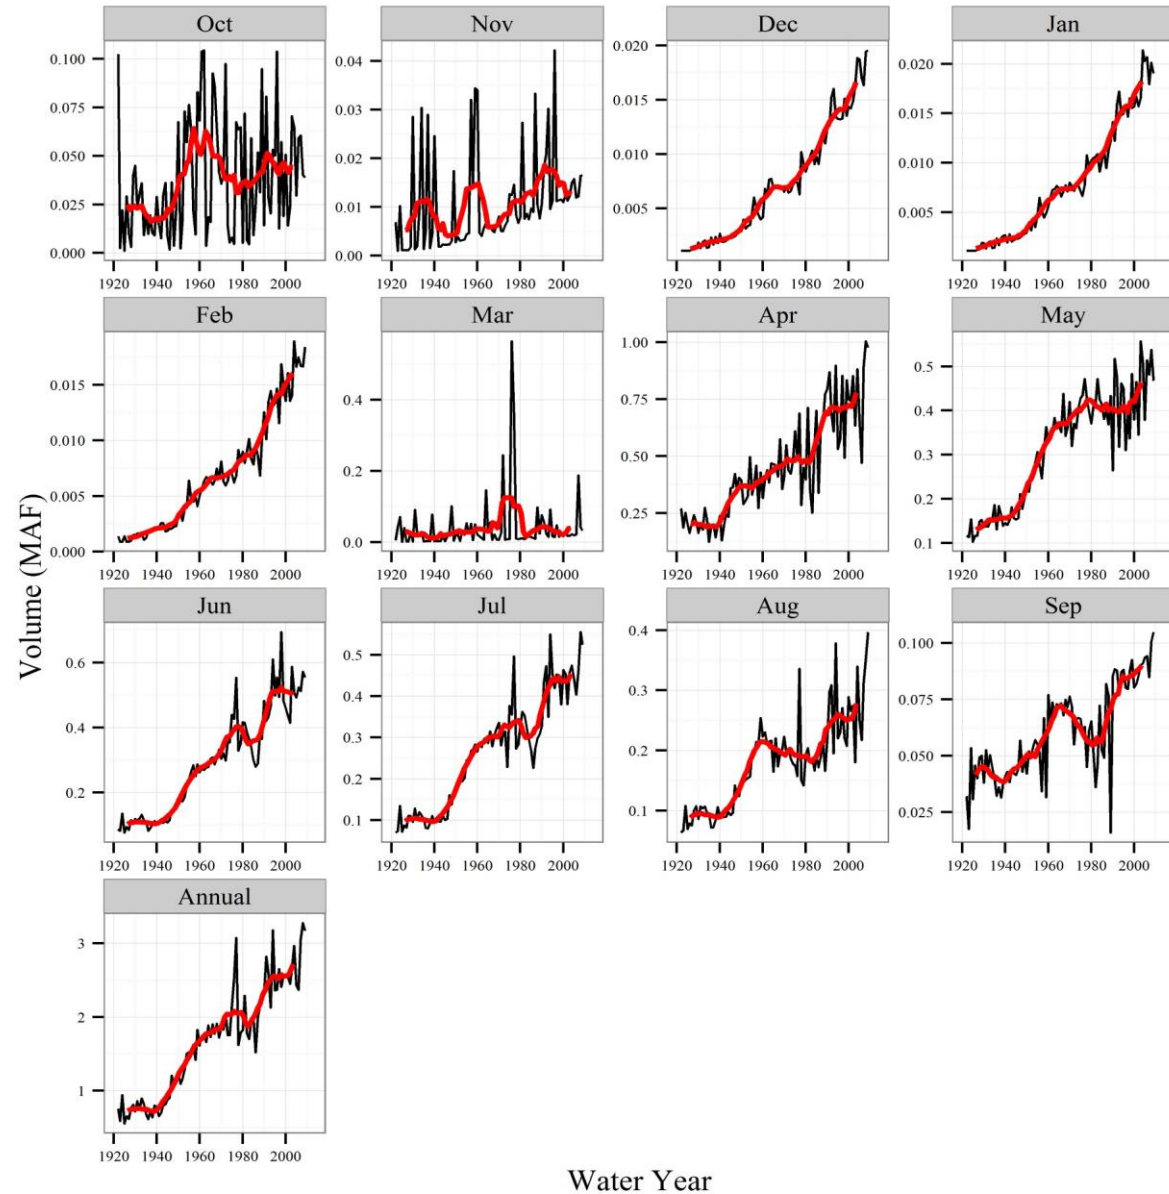 Oct Nov Dec Jan
0.100 0.04 0.020 0.020
0.075 0.03 0.015 0.015
0.050 0.02 0.010 0.010
0.025 0.01 0.005 0.005
0.000 0.00
1920 1940 1960 1980 2000 1920 1940 1960 1980 2000 1920 1940 1960 1980 2000 1920 1940 1960 1980 2000
Feb Mar Apr May
0.015 0.4 1.00 0.5
0.010 0.2 0.75 0.4
0.005 0.0 0.50 0.3
0.000 0.25 0.2
0.1
1920 1940 1960 1980 2000 1920 1940 1960 1980 2000 1920 1940 1960 1980 2000 1920 1940 1960 1980 2000
Volume (MAF)
Jun Jul Aug Sep
0.6 0.5 0.4 0.100
0.4 0.4 0.3 0.075
0.2 0.3 0.2 0.050
0.2 0.1 0.025
0.1
1920 1940 1960 1980 2000 1920 1940 1960 1980 2000 1920 1940 1960 1980 2000 1920 1940 1960 1980 2000
Annual
3
2
1
1920 1940 1960 1980 2000
Water Year